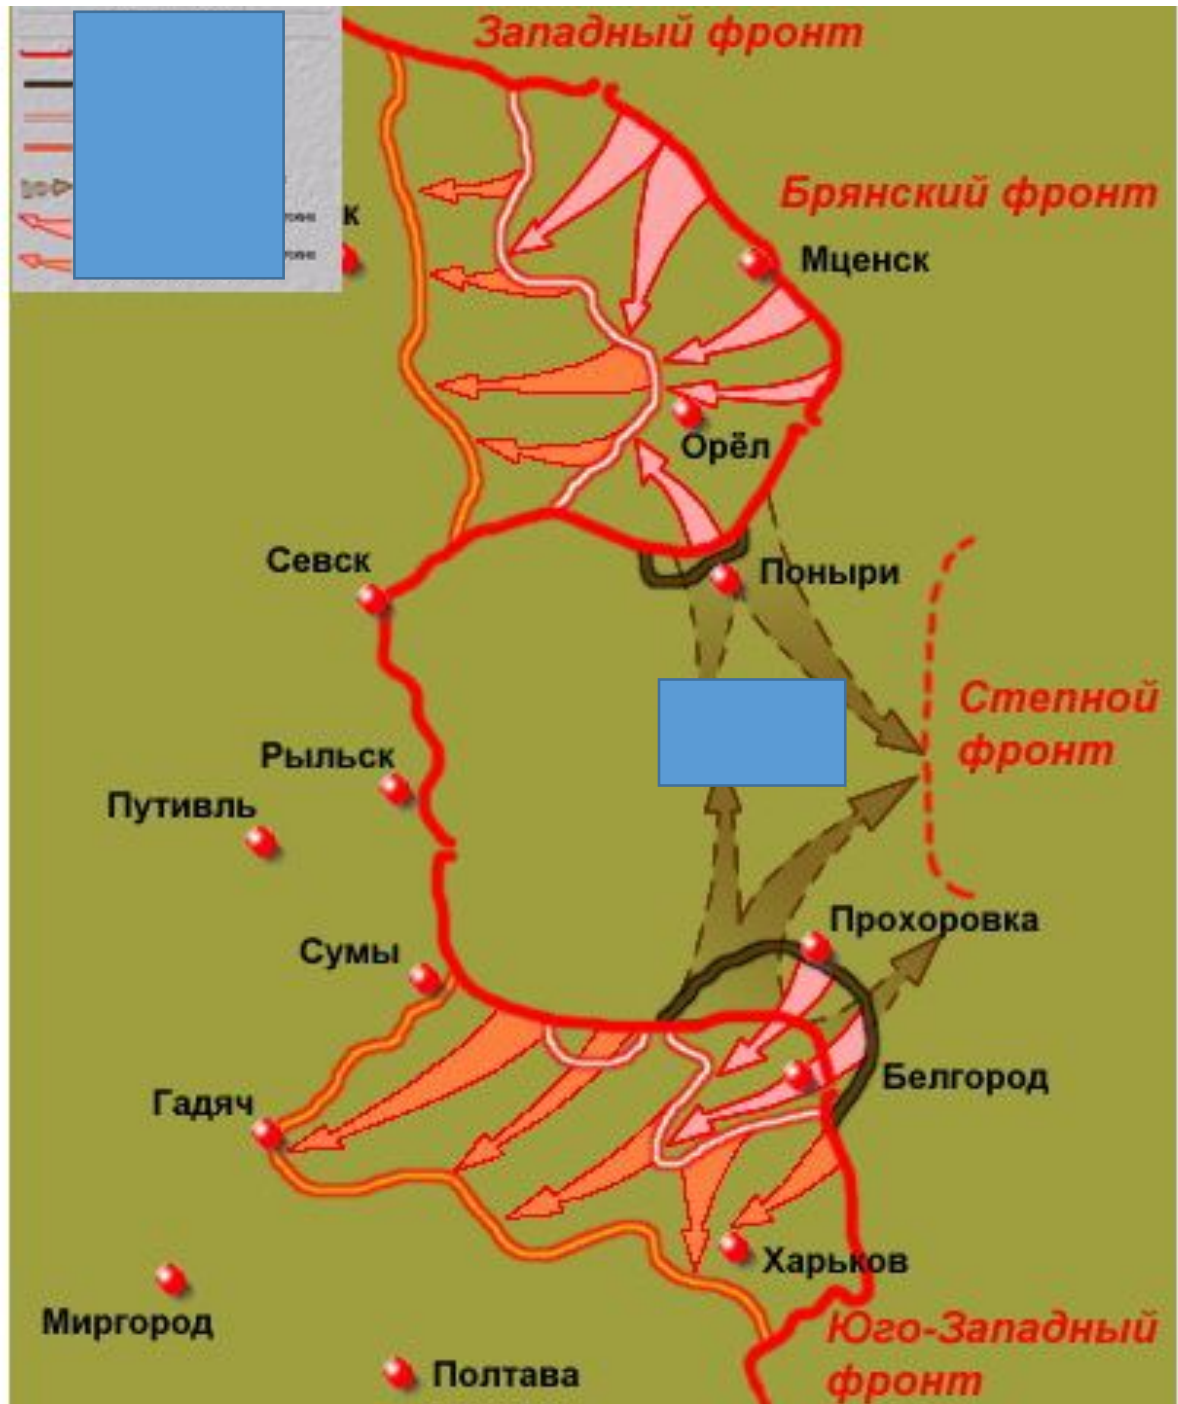 Западный фронт
Брянский фронт
к
Мценск
Орёл
Севск
Поныри
Степной
фронт
Рыльск
Путивль
Прохоровка
Сумы
Белгород
Гадяч
Харьков
Миргород
Юго-Западный
фронт
Полтава